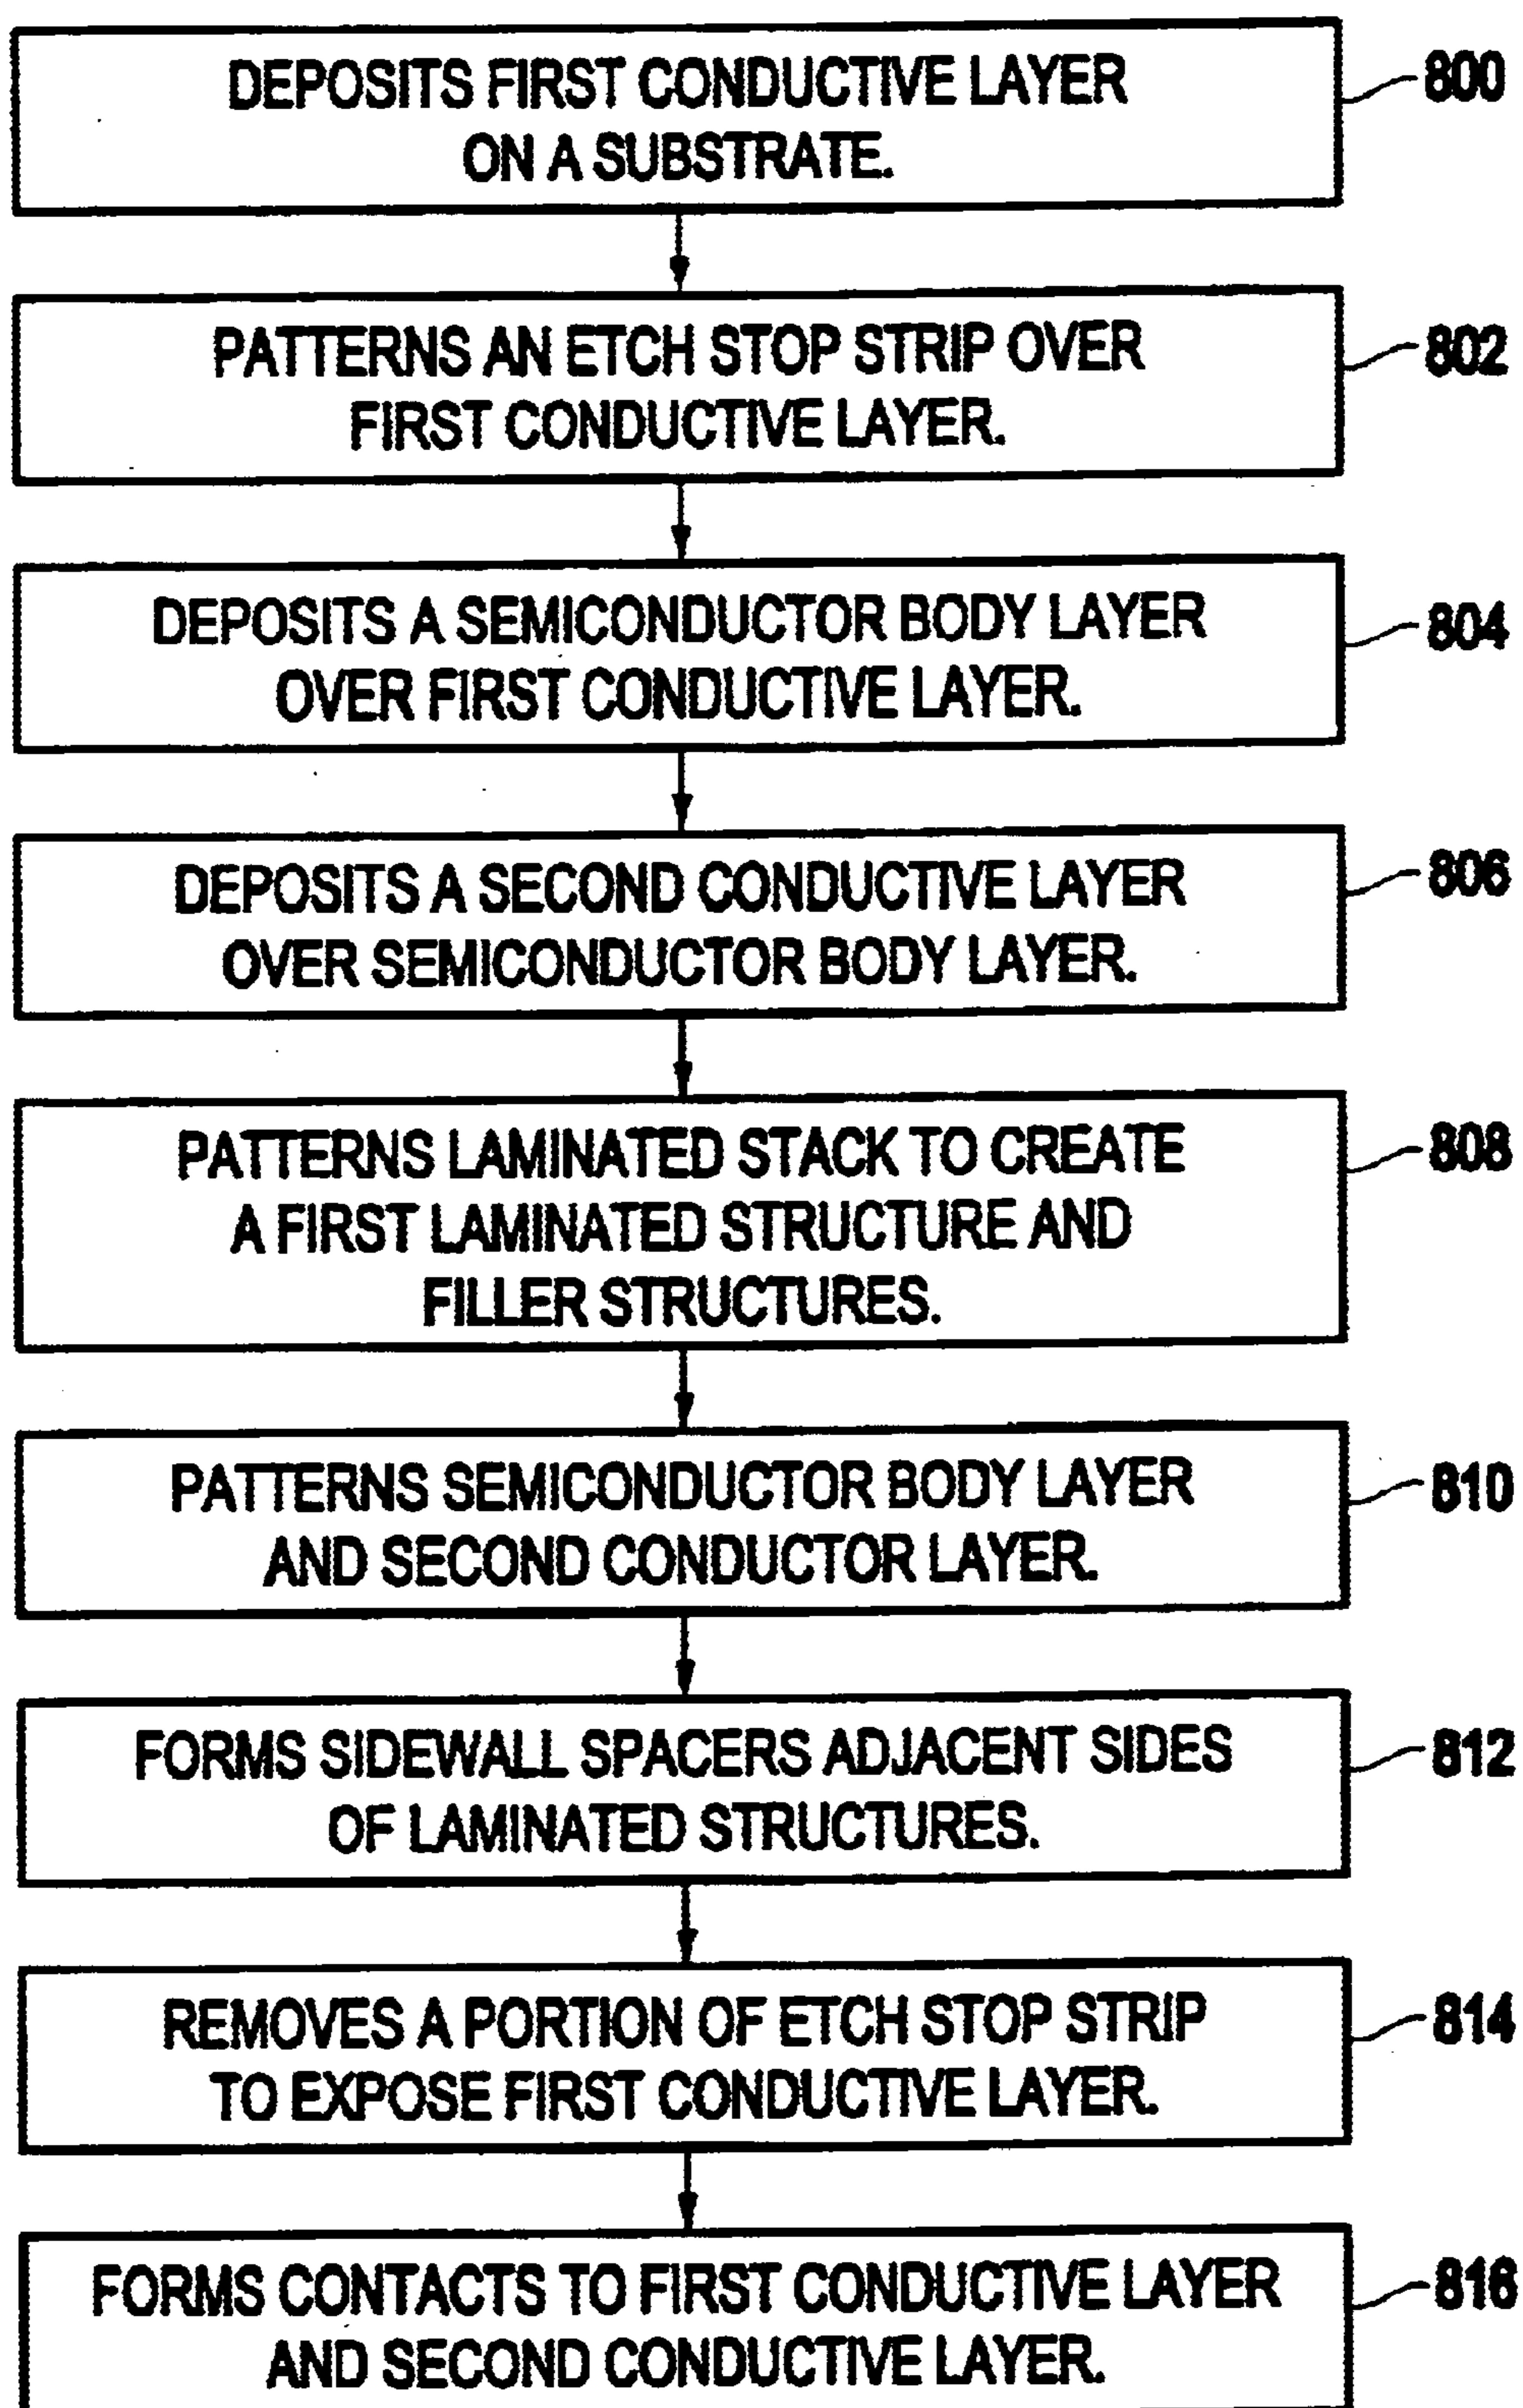 DEPOSITS FIRST CONDUCTIVE LAYER
ON A SUBSTRATE.
800
PATTERNS AN ETCH STOP STRIP OVER
FIRST CONDUCTIVE LAYER.
802
DEPOSITS A SEMICONDUCTOR BODY LAYER
OVER FIRST CONDUCTIVE LAYER.
804
DEPOSITS A SECOND CONDUCTIVE LAYER
OVER SEMICONDUCTOR BODY LAYER.
806
PATTERNS LAMINATED STACK TO CREATE
A FIRST LAMINATED STRUCTURE AND
FILLER STRUCTURES.
808
PATTERNS SEMICONDUCTOR BODY LAYER
AND SECOND CONDUCTOR LAYER.
810
FORMS SIDEWALL SPACERS ADJACENT SIDES
OF LAMINATED STRUCTURES.
812
REMOVES A PORTION OF ETCH STOP STRIP
TO EXPOSE FIRST CONDUCTIVE LAYER.
814
FORMS CONTACTS TO FIRST CONDUCTIVE LAYER
AND SECOND CONDUCTIVE LAYER.
816